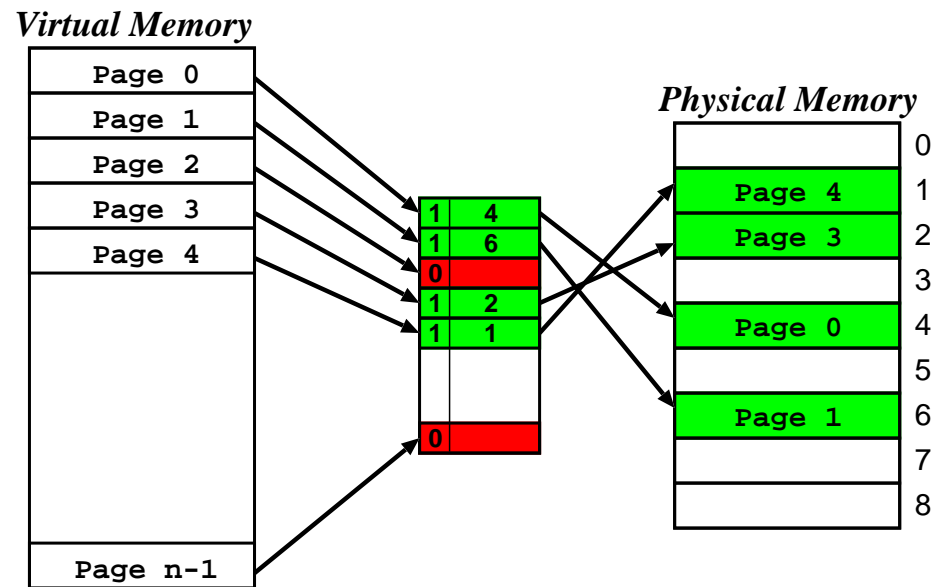 Virtual Memory
Page 0
Page 1
Page 2
Page 3
Page 4
Page n-1
1 4
1 6
0
1 2
1 1
0
Physical Memory
0
Page 4 1
Page 3 2
3
Page 0 4
5
Page 1 6
7
8